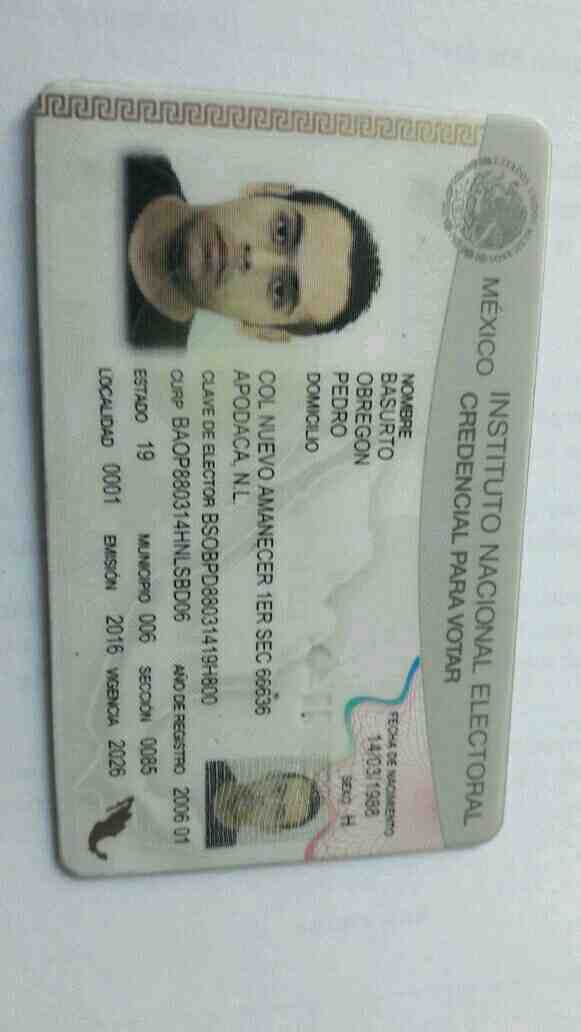 MÉXICO INSTITUTO NACIONAL ELECTORAL
CREDENCIAL PARA VOTAR
NOMBRE
BASURTO
OBREGON
PEDRO
DOMICILIO
COL NUEVO AMANECER 1ER SEC 66636
APODACA, N.L.
FECHA DE NACIMIENTO
14/03/1988
SEXO H
CLAVE DE ELECTOR BSOBPD88031419H800
CURP BAOP880314HNLSBD06 AÑO DE REGISTRO 2006 01
ESTADO 19 MUNICIPIO 006 SECCIÓN 0085
LOCALIDAD 0001 EMISIÓN 2016 VIGENCIA 2026